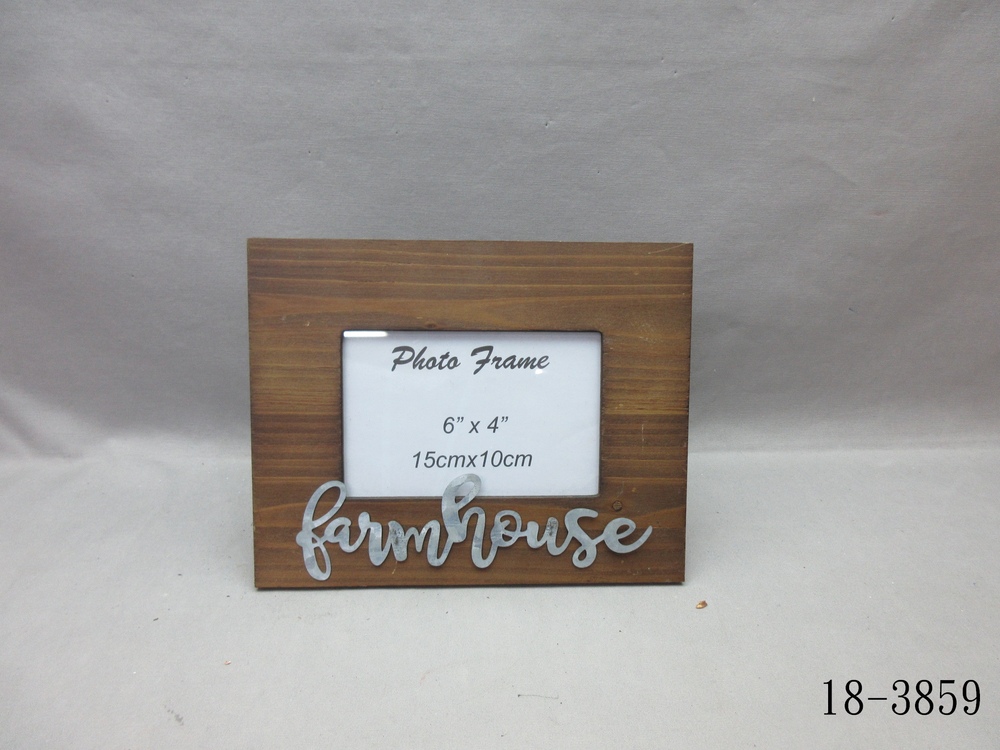 Photo Frame
6” x 4”
15cmx10cm
farmhouse
18-3859